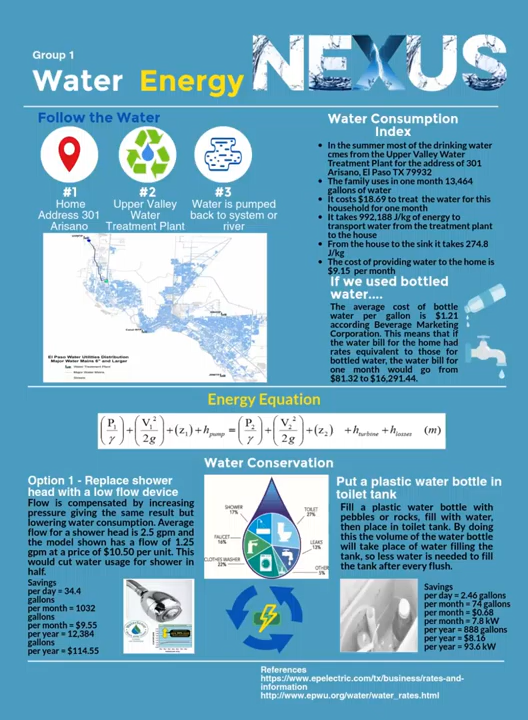 Group 1
Water Energy NEXUS
Follow the Water
#1
Home
Address 301
Arisano
#2
Upper Valley
Water
Treatment Plant
#3
Water is pumped
back to system or
river
El Paso Water Utilities Distribution
Major Water Mains 6" and Larger
Water Treatment Plant
Major Water Mains
Water Consumption
Index
• In the summer most of the drinking water
cmes from the Upper Valley Water
Treatment Plant for the address of 301
Arisano, El Paso TX 79932
• The family uses in one month 13,464
gallons of water
• It costs $18.69 to treat the water for this
household for one month
• It takes 992,188 J/kg of energy to
transport water from the treatment plant
to the house
• From the house to the sink it takes 274.8
J/kg
• The cost of providing water to the home is
$9.15 per month
If we used bottled
water....
The average cost of bottle
water per gallon is $1.21
according Beverage Marketing
Corporation. This means that if
the water bill for the home had
rates equivalent to those for
bottled water, the water bill for
one month would go from
$81.32 to $16,291.44.
Energy Equation
(P₁/γ) + (V₁²/2g) + (z₁) + h_pump = (P₂/γ) + (V₂²/2g) + (z₂) + h_turbine + h_losses (m)
Water Conservation
Option 1 - Replace shower
head with a low flow device
Flow is compensated by increasing
pressure giving the same result but
lowering water consumption. Average
flow for a shower head is 2.5 gpm and
the model shown has a flow of 1.25
gpm at a price of $10.50 per unit. This
would cut water usage for shower in
half.
Savings
per day = 34.4
gallons
per month = 1032
gallons
per month = $9.55
per year = 12,384
gallons
per year = $114.55
SHOWER
17%
TOILET
27%
FAUCET
16%
LEAKS
13%
CLOTHES WASHER
22%
OTHER
5%
Put a plastic water bottle in
toilet tank
Fill a plastic water bottle with
pebbles or rocks, fill with water,
then place in toilet tank. By doing
this the volume of the water bottle
will take place of water filling the
tank, so less water is needed to fill
the tank after every flush.
Savings
per day = 2.46 gallons
per month = 74 gallons
per month = $0.68
per month = 7.8 kW
per year = 888 gallons
per year = $8.16
per year = 93.6 kW
References
https://www.epelectric.com/tx/business/rates-and-
information
http://www.epwu.org/water/water_rates.html